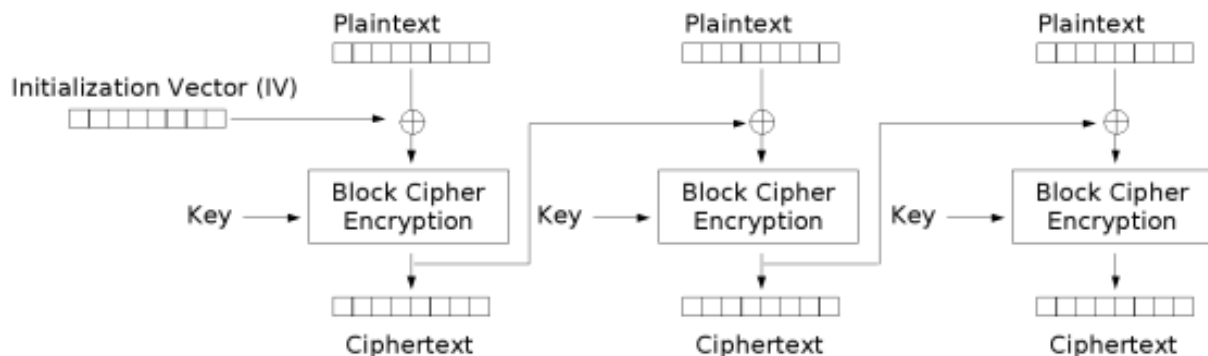 Plaintext
Plaintext
Plaintext
Initialization Vector (IV)
Key
Block Cipher
Encryption
Key
Block Cipher
Encryption
Key
Block Cipher
Encryption
Ciphertext
Ciphertext
Ciphertext